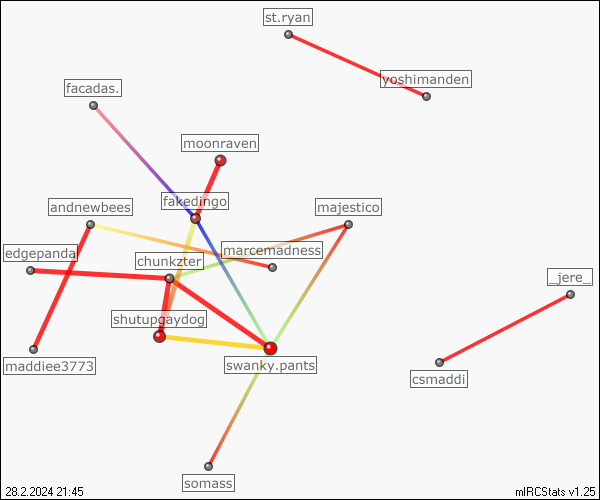 st.ryan
yoshimanden
facadas.
moonraven
fakedingo
andnewbees
majestico
edgepanda
marcemadness
chunkzter
_jere_
shutupgaydog
maddiee3773
swanky.pants
csmaddi
somass
28.2.2024 21:45
mIRCStats v1.25